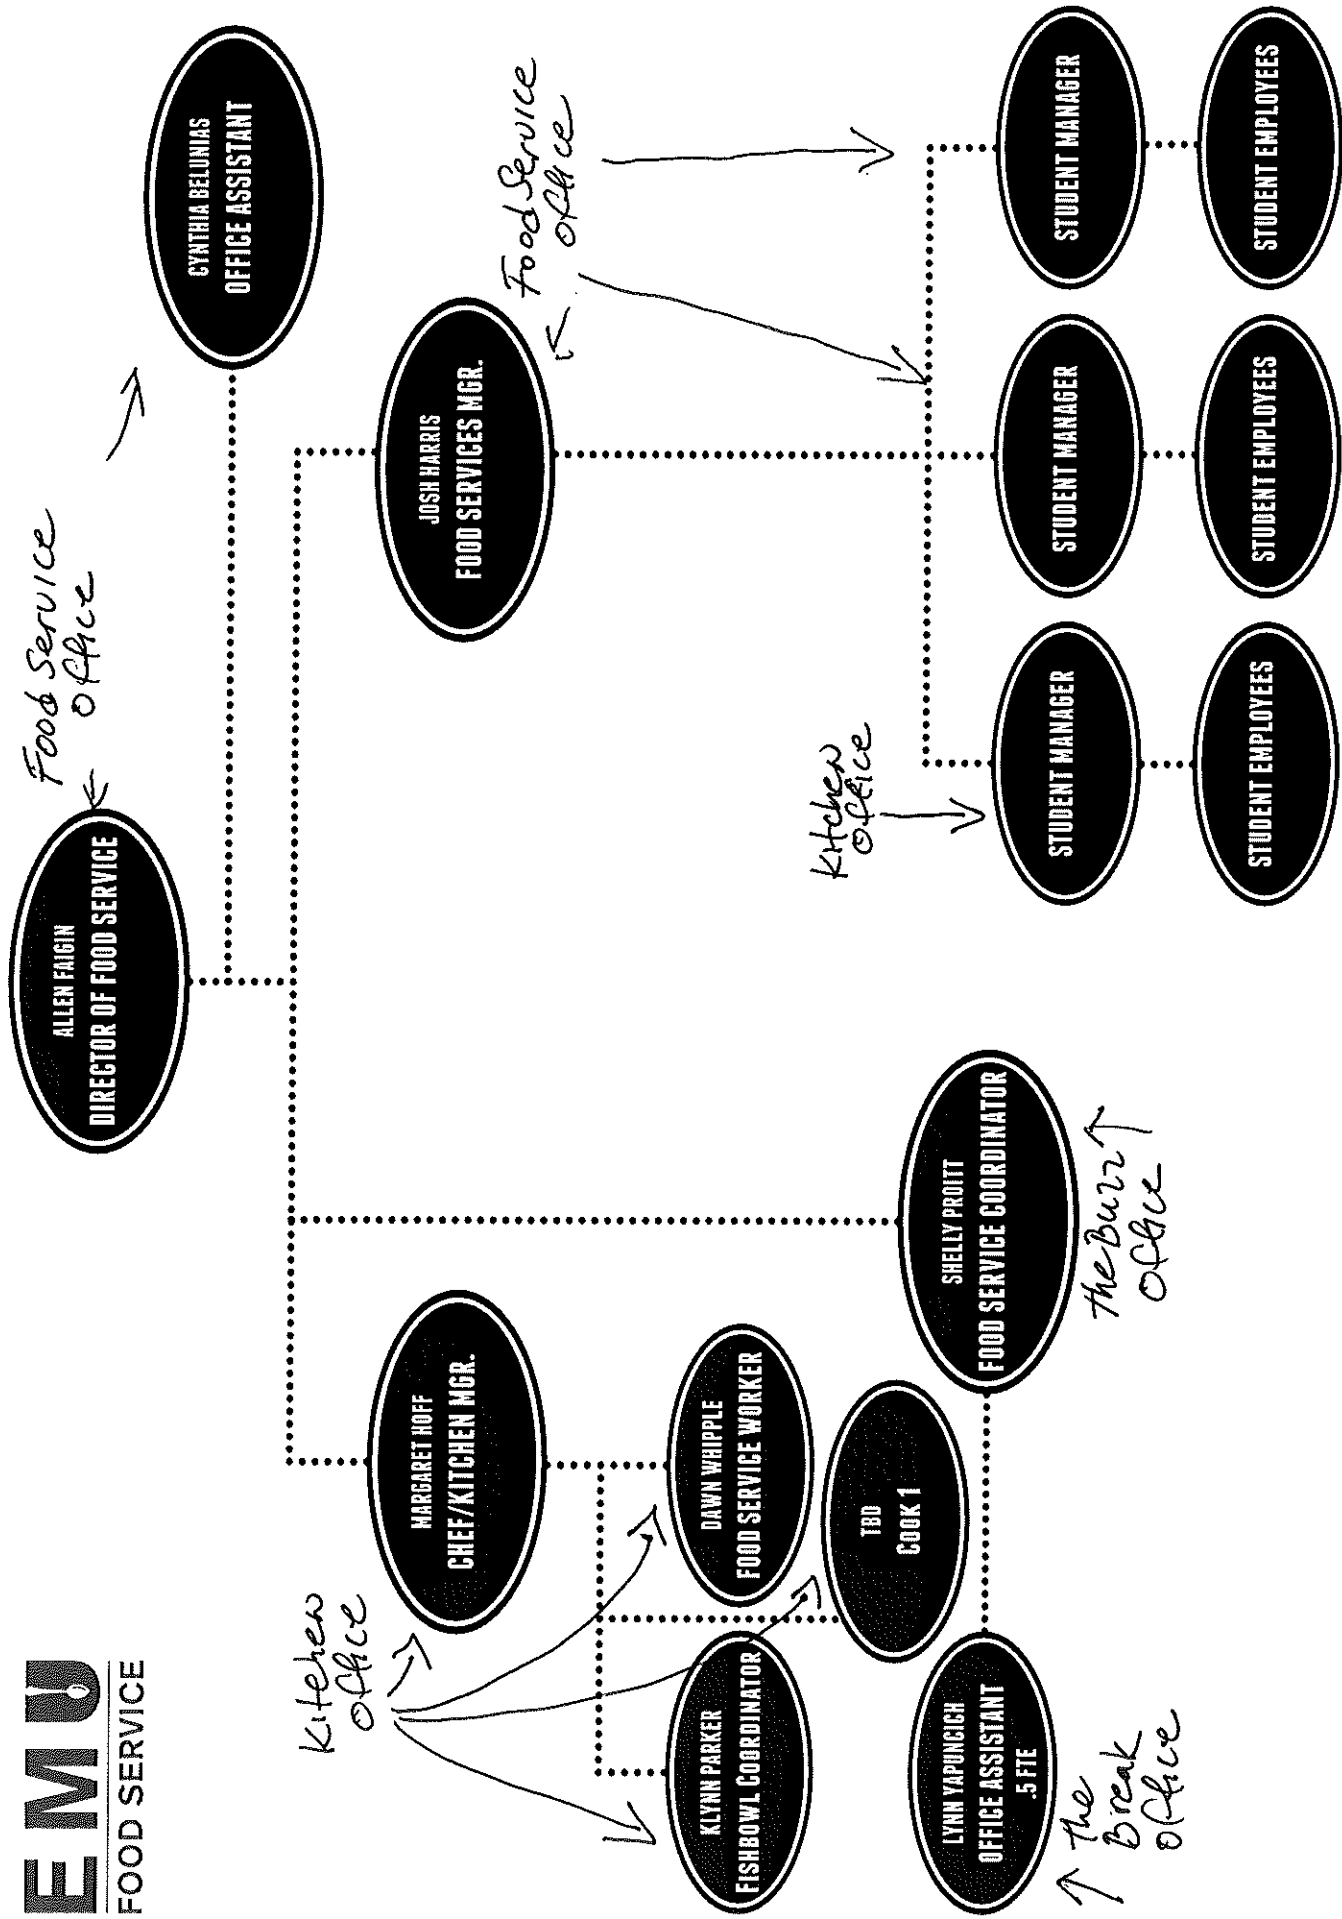 EMU
FOOD SERVICE
Food Service
Office
ALLEN FAIGIN
DIRECTOR OF FOOD SERVICE
CYNTHIA BELUNIAS
OFFICE ASSISTANT
Kitchen
Office
MARGARET HOFF
CHEF/KITCHEN MGR.
JOSH HARRIS
FOOD SERVICES MGR.
Food Service
Office
KLYNN PARKER
FISHBOWL COORDINATOR
DAWN WHIPPLE
FOOD SERVICE WORKER
TBD
COOK 1
Kitchen
Office
LYNN YAPUNCICH
OFFICE ASSISTANT
.5 FTE
SHELLY PROITT
FOOD SERVICE COORDINATOR
The
Break
Office
the Buzz
Office
STUDENT MANAGER
STUDENT MANAGER
STUDENT MANAGER
STUDENT EMPLOYEES
STUDENT EMPLOYEES
STUDENT EMPLOYEES